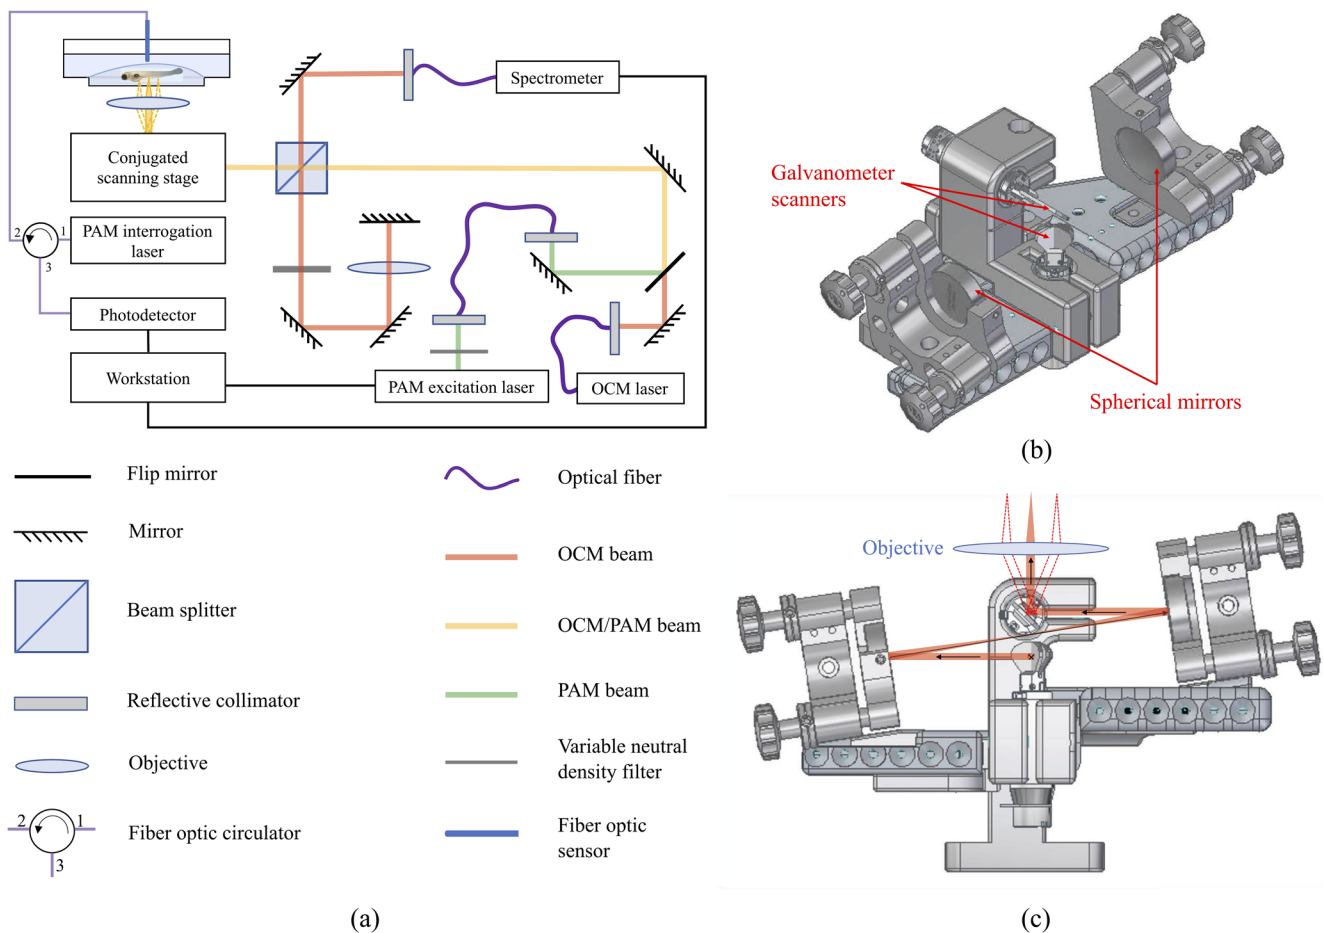 (a)
2
1
3
Conjugated
scanning stage
PAM interrogation
laser
Photodetector
Workstation
Spectrometer
PAM excitation laser
OCM laser
Flip mirror
Mirror
Beam splitter
Reflective collimator
Objective
2
1
3
Fiber optic circulator
Optical fiber
OCM beam
OCM/PAM beam
PAM beam
Variable neutral
density filter
Fiber optic
sensor
(b)
Galvanometer
scanners
Spherical mirrors
(c)
Objective